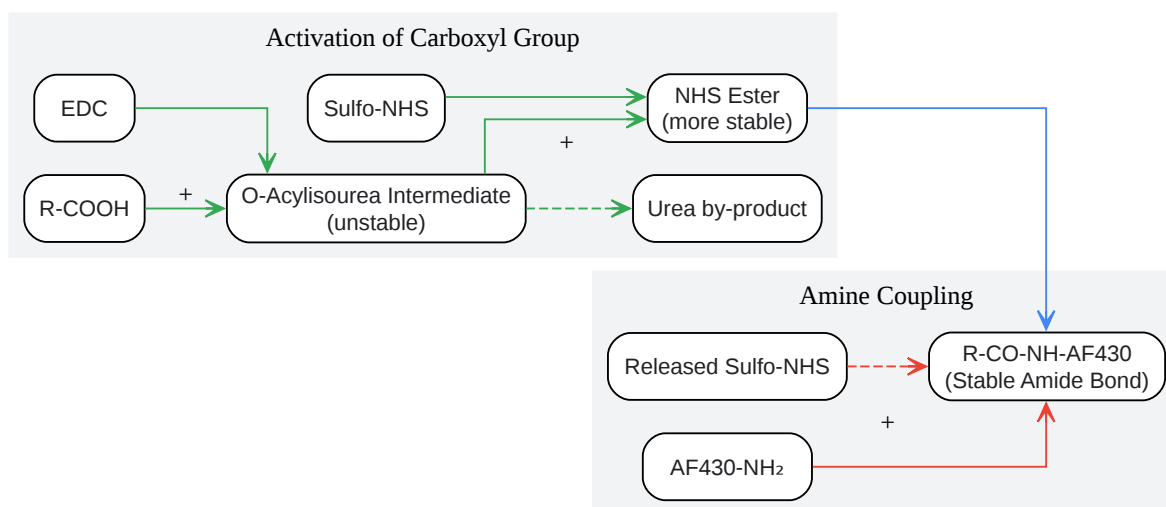 Activation of Carboxyl Group
EDC
Sulfo-NHS
NHS Ester
(more stable)
+
R-COOH
+
O-Acylisourea Intermediate
(unstable)
Urea by-product
Amine Coupling
Released Sulfo-NHS
R-CO-NH-AF430
(Stable Amide Bond)
+
AF430-NH₂